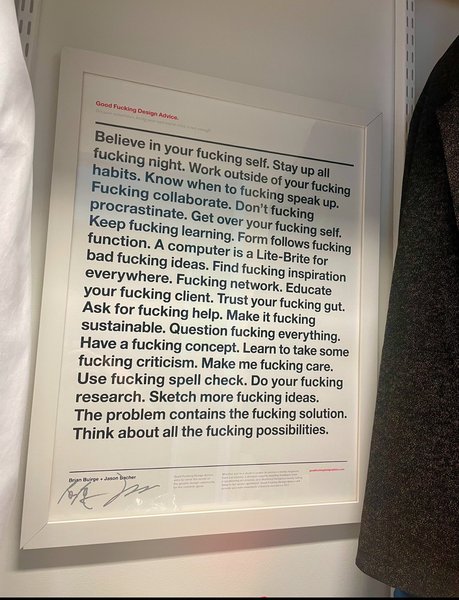 Good Fucking Design Advice.
Believe in your fucking self. Stay up all
fucking night. Work outside of your fucking
habits. Know when to fucking speak up.
Fucking collaborate. Don't fucking
procrastinate. Get over your fucking self.
Keep fucking learning. Form follows fucking
function. A computer is a Lite-Brite for
bad fucking ideas. Find fucking inspiration
everywhere. Fucking network. Educate
your fucking client. Trust your fucking gut.
Ask for fucking help. Make it fucking
sustainable. Question fucking everything.
Have a fucking concept. Learn to take some
fucking criticism. Make me fucking care.
Use fucking spell check. Do your fucking
research. Sketch more fucking ideas.
The problem contains the fucking solution.
Think about all the fucking possibilities.
Brian Buirge + Jason Bacher